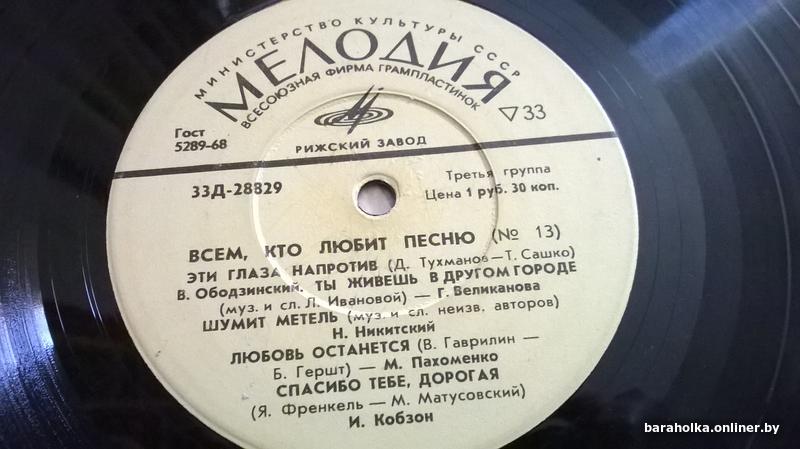 МИНИСТЕРСТВО КУЛЬТУРЫ СССР
МЕЛОДИЯ
ВСЕСОЮЗНАЯ ФИРМА ГРАМПЛАСТИНОК
33
Гост
5289-68
РИЖСКИЙ ЗАВОД
33Д-28829
Третья группа
Цена 1 руб. 30 коп.
ВСЕМ, КТО ЛЮБИТ ПЕСНЮ (№ 13)
ЭТИ ГЛАЗА НАПРОТИВ (Д. Тухманов—Т. Сашко)
В. Ободзинский. ТЫ ЖИВЕШЬ В ДРУГОМ ГОРОДЕ
(муз. и сл. Л. Ивановой) — Г. Великанова
ШУМИТ МЕТЕЛЬ (муз. и сл. неизв. авторов)
Н. Никитский
ЛЮБОВЬ ОСТАНЕТСЯ (В. Гаврилин —
Б. Гершт) — М. Пахоменко
СПАСИБО ТЕБЕ, ДОРОГАЯ
(Я. Френкель — М. Матусовский)
И. Кобзон
baraholka.onliner.by